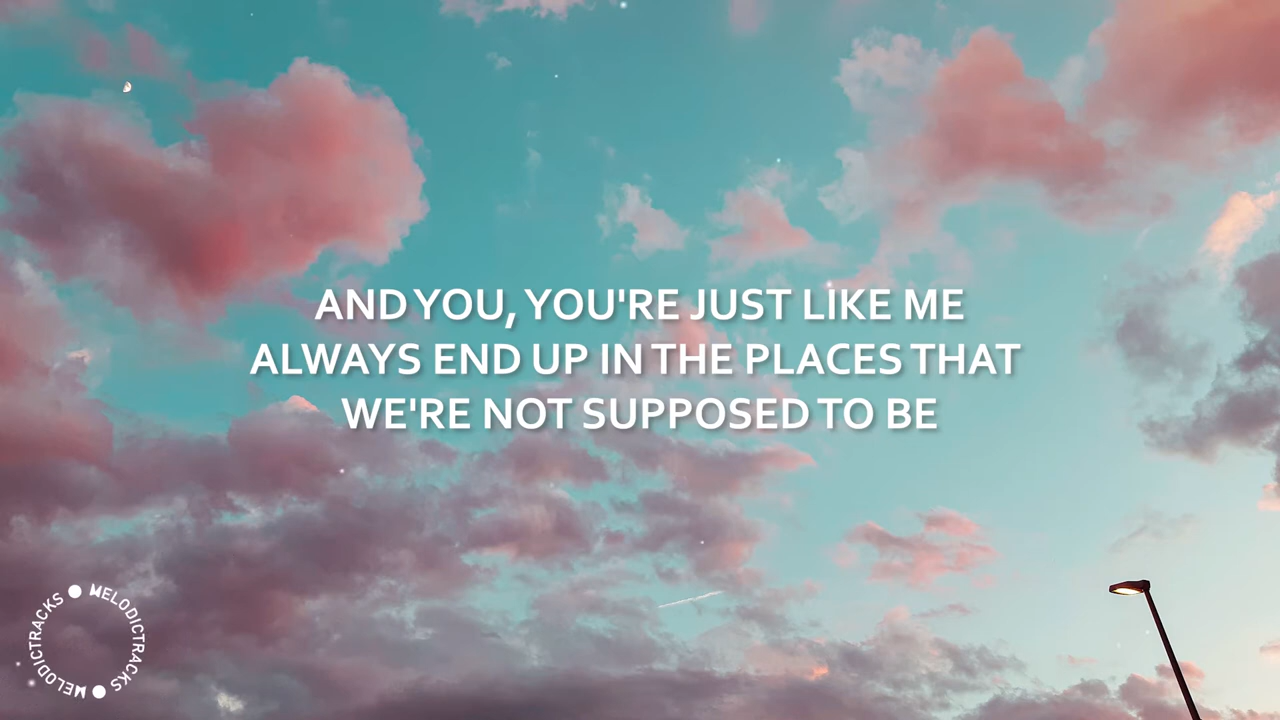 AND YOU, YOU'RE JUST LIKE ME
ALWAYS END UP IN THE PLACES THAT
WE'RE NOT SUPPOSED TO BE
MELODICTRACKS ● MELODICTRACKS ●